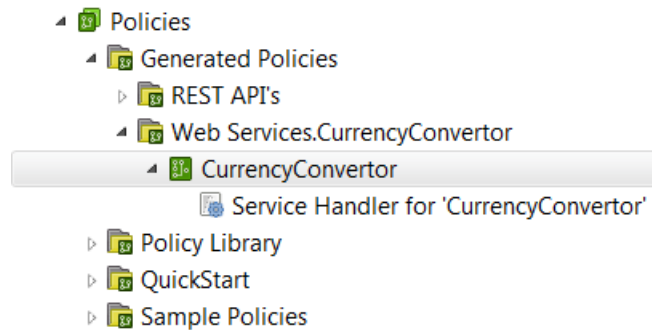 Policies
Generated Policies
REST API's
Web Services.CurrencyConvertor
CurrencyConvertor
Service Handler for 'CurrencyConvertor'
Policy Library
QuickStart
Sample Policies